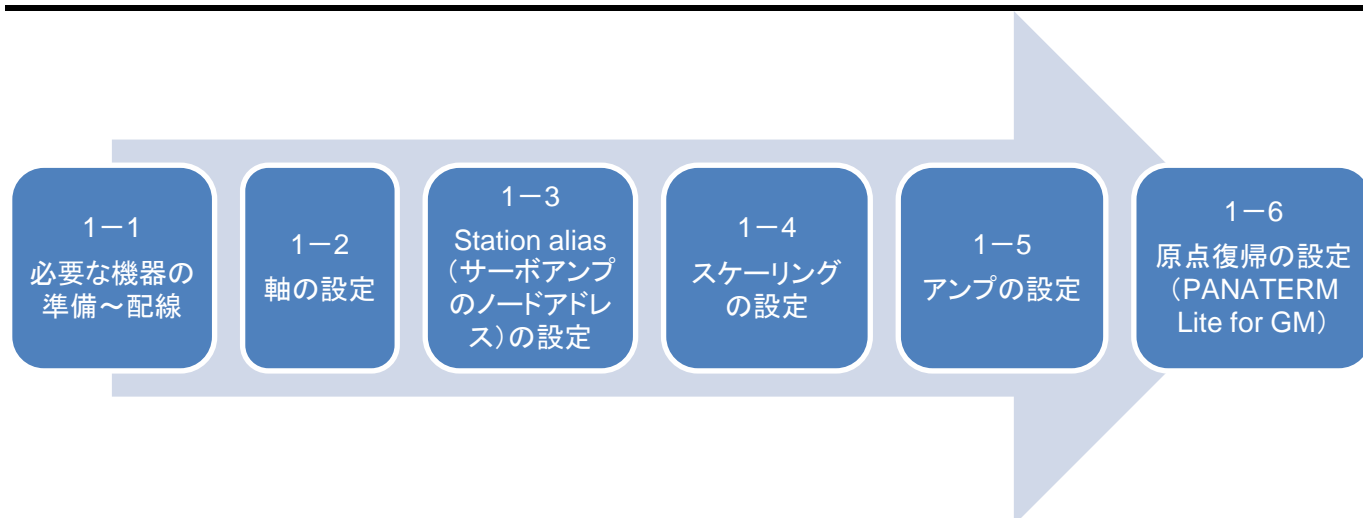 1－1
必要な機器の
準備～配線
1－2
軸の設定
1－3
Station alias
（サーボアンプ
のノードアドレ
ス）の設定
1－4
スケーリング
の設定
1－5
アンプの設定
1－6
原点復帰の設定
（PANATERM
Lite for GM）